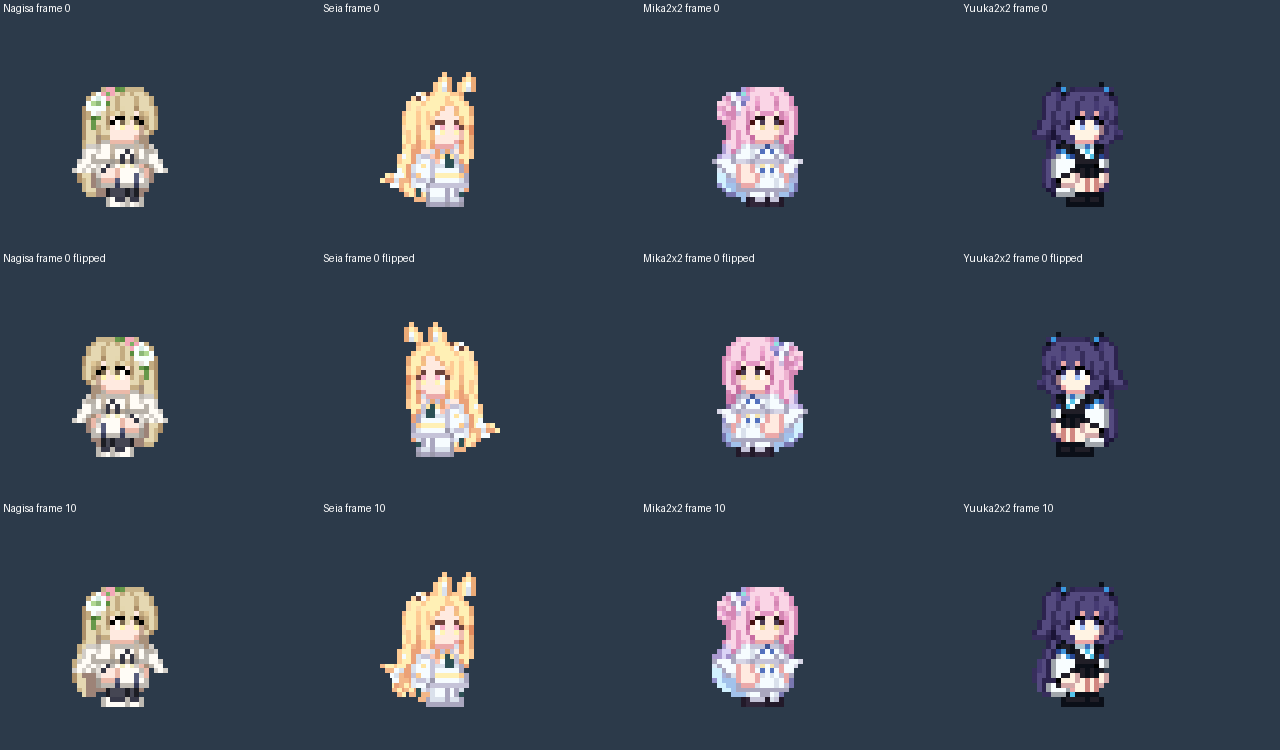 Nagisa frame 0
Seia frame 0
Mika2x2 frame 0
Yuuka2x2 frame 0
Nagisa frame 0 flipped
Seia frame 0 flipped
Mika2x2 frame 0 flipped
Yuuka2x2 frame 0 flipped
Nagisa frame 10
Seia frame 10
Mika2x2 frame 10
Yuuka2x2 frame 10